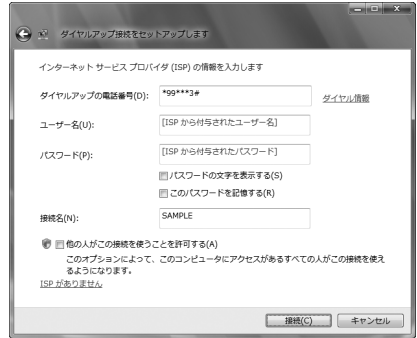 ダイヤルアップ接続をセットアップします
インターネット サービス プロバイダ (ISP) の情報を入力します
ダイヤルアップの電話番号(D): *99***3# ダイヤル情報
ユーザー名(U): [ISP から付与されたユーザー名]
パスワード(P): [ISP から付与されたパスワード]
パスワードの文字を表示する(S)
このパスワードを記憶する(R)
接続名(N): SAMPLE
他の人がこの接続を使うことを許可する(A)
このオプションによって、このコンピュータにアクセスがあるすべての人がこの接続を使え
るようになります。
ISP がありません
接続(C) キャンセル